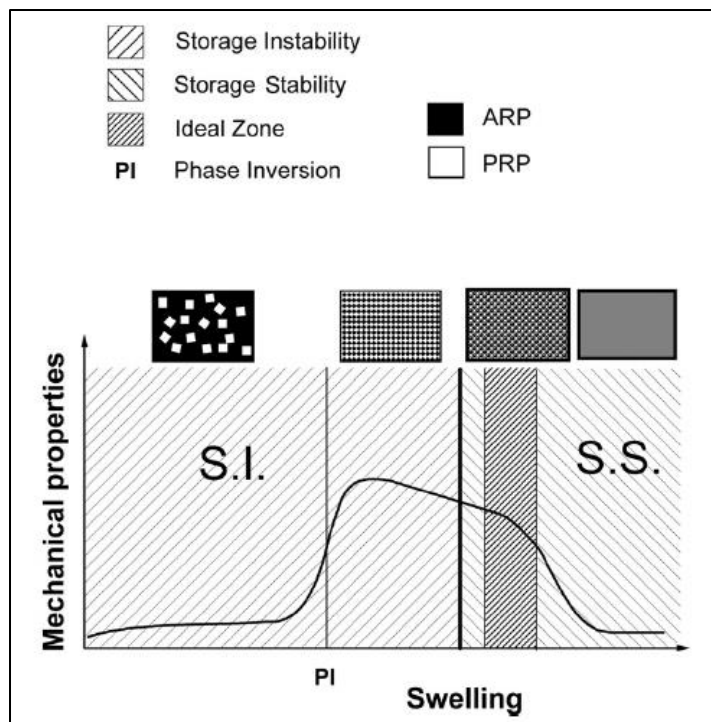 Storage Instability
Storage Stability
Ideal Zone
PI Phase Inversion
ARP
PRP
S.I.
S.S.
Mechanical properties
PI
Swelling